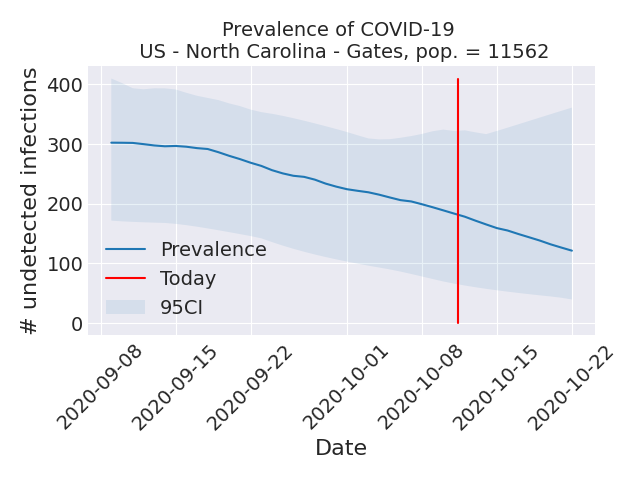 Prevalence of COVID-19
US - North Carolina - Gates, pop. = 11562
# undetected infections
400
300
200
100
0
Prevalence
Today
95CI
2020-09-08
2020-09-15
2020-09-22
2020-10-01
2020-10-08
2020-10-15
2020-10-22
Date